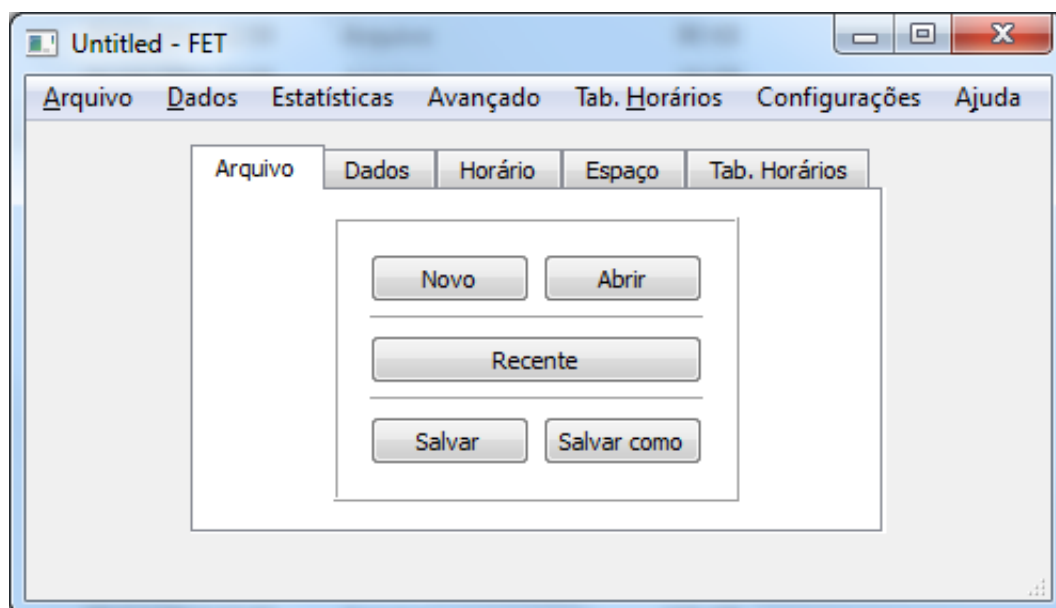 Untitled - FET
Arquivo Dados Estatísticas Avançado Tab. Horários Configurações Ajuda
Arquivo Dados Horário Espaço Tab. Horários
Novo Abrir
Recente
Salvar Salvar como